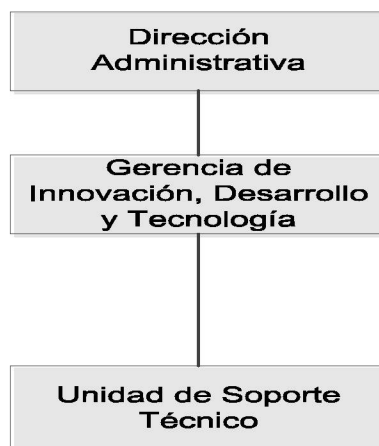 Dirección
Administrativa
Gerencia de
Innovación, Desarrollo
y Tecnología
Unidad de Soporte
Técnico